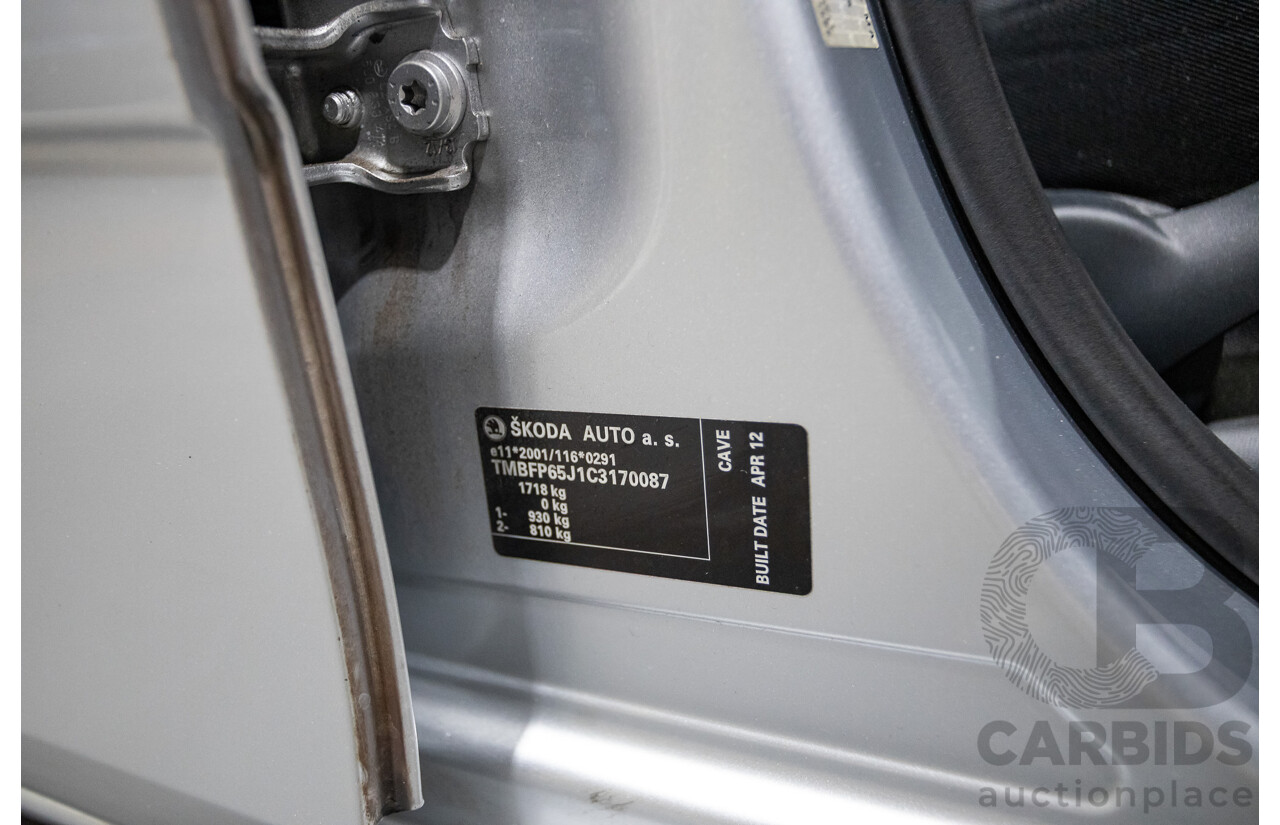 ŠKODA AUTO a. s.
e11*2001/116*0291
TMBFP65J1C3170087
1718 kg
0 kg
1- 930 kg
2- 810 kg
CAVE
BUILT DATE APR 12
CB
CARBIDS
auctionplace